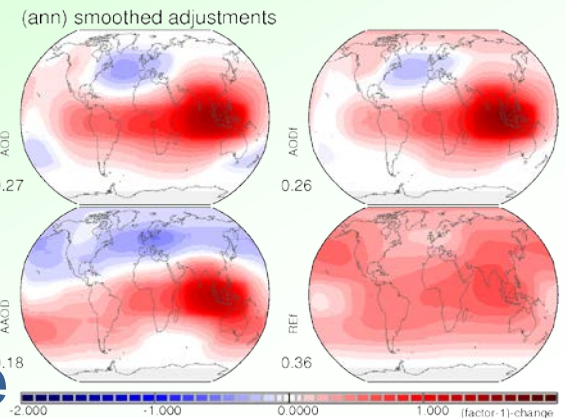 (ann) smoothed adjustments
AOD
AODf
.27
0.26
AAOD
REf
.18
0.36
e
-2.000 -1.000 0.0000 1.000 (factor-1)-change